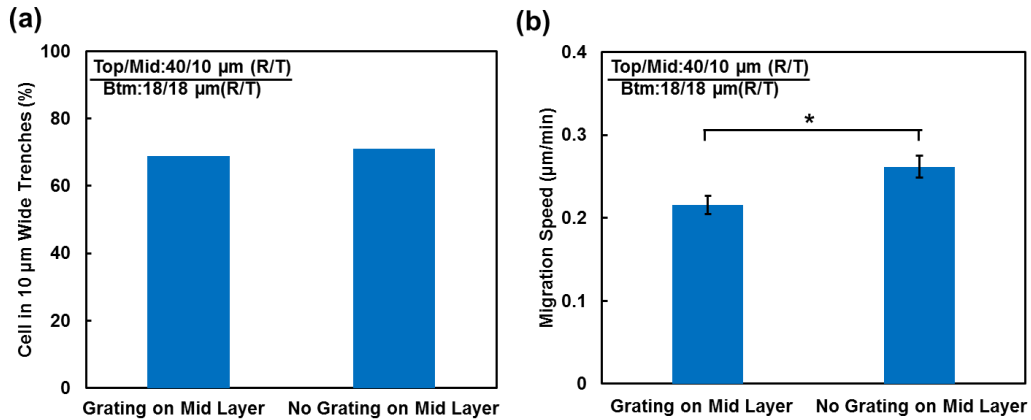 (a)
100
80
60
40
20
0
Cell in 10 µm Wide Trenches (%)
Top/Mid:40/10 µm (R/T)
Btm:18/18 µm(R/T)
Grating on Mid Layer
No Grating on Mid Layer
(b)
0.4
0.3
0.2
0.1
0
Migration Speed (µm/min)
Top/Mid:40/10 µm (R/T)
Btm:18/18 µm(R/T)
*
Grating on Mid Layer
No Grating on Mid Layer